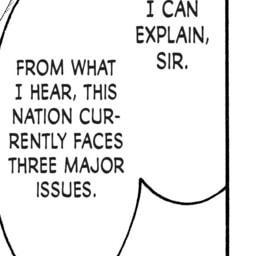 I CAN
EXPLAIN,
SIR.
FROM WHAT
I HEAR, THIS
NATION CUR-
RENTLY FACES
THREE MAJOR
ISSUES.